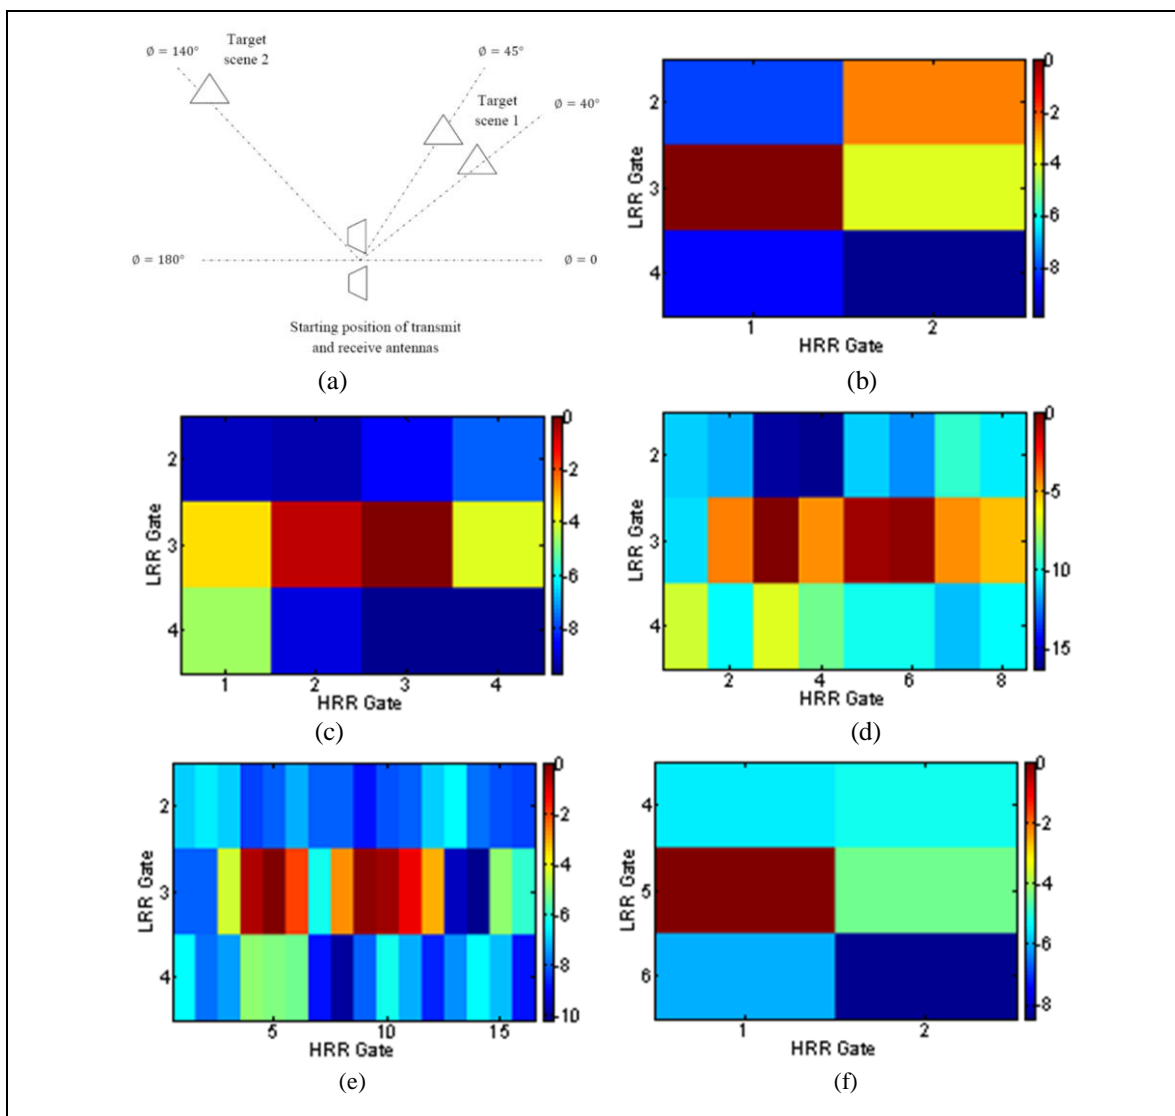 Target
scene 2
Ø = 140°
Ø = 45°
Target
scene 1
Ø = 40°
Ø = 180°
Ø = 0
Starting position of transmit
and receive antennas
(a)
LRR Gate
2
3
4
1
2
HRR Gate
0
-2
-4
-6
-8
(b)
LRR Gate
2
3
4
1
2
3
4
HRR Gate
0
-2
-4
-6
-8
(c)
LRR Gate
2
3
4
2
4
6
8
HRR Gate
0
-5
-10
-15
(d)
LRR Gate
2
3
4
5
10
15
HRR Gate
0
-2
-4
-6
-8
-10
(e)
LRR Gate
4
5
6
1
2
HRR Gate
0
-2
-4
-6
-8
(f)